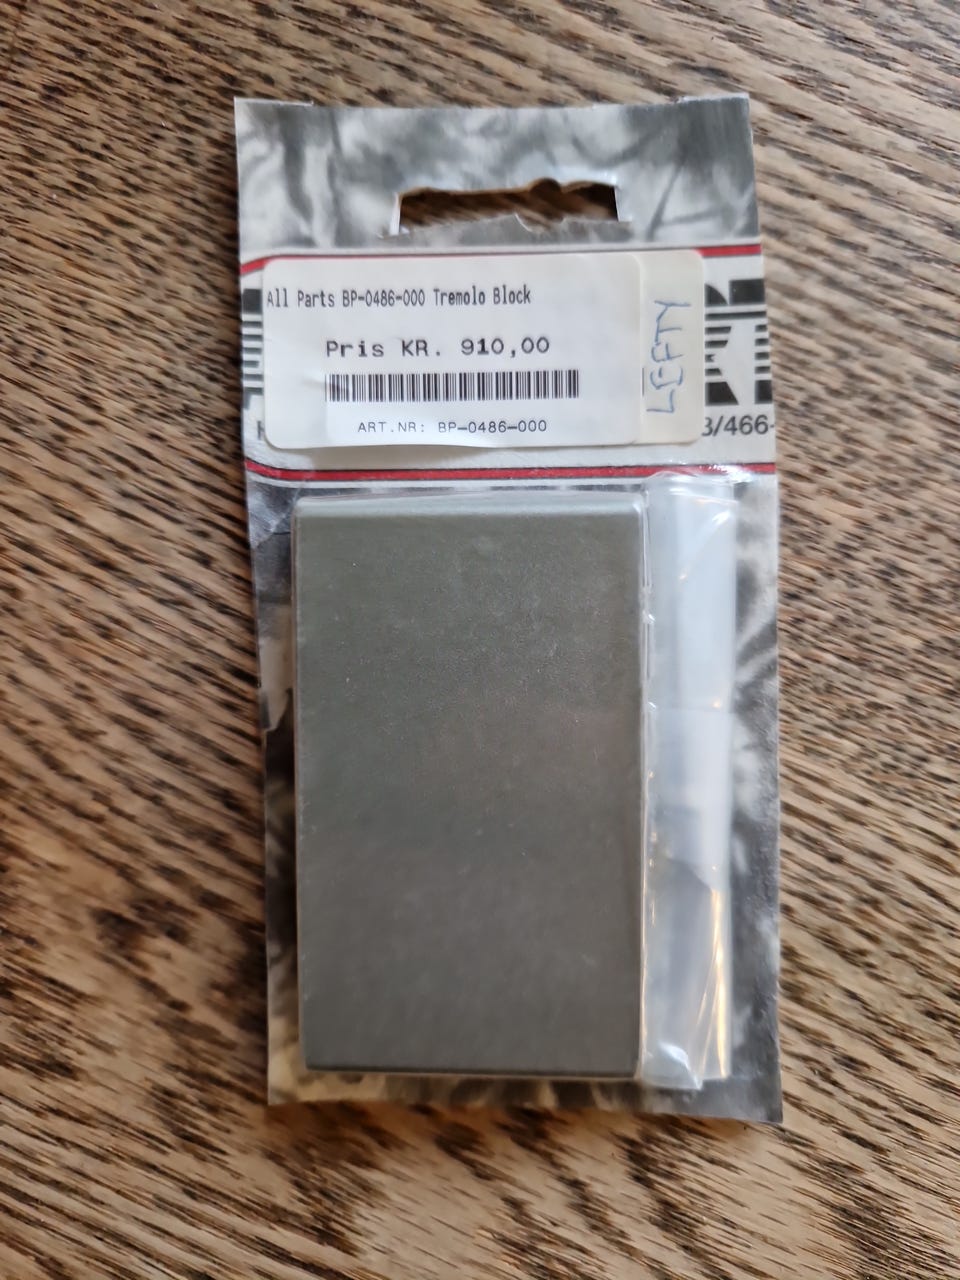 All Parts BP-0486-000 Tremolo Block
Pris KR. 910,00
ART.NR: BP-0486-000
LEFTY
3/466-